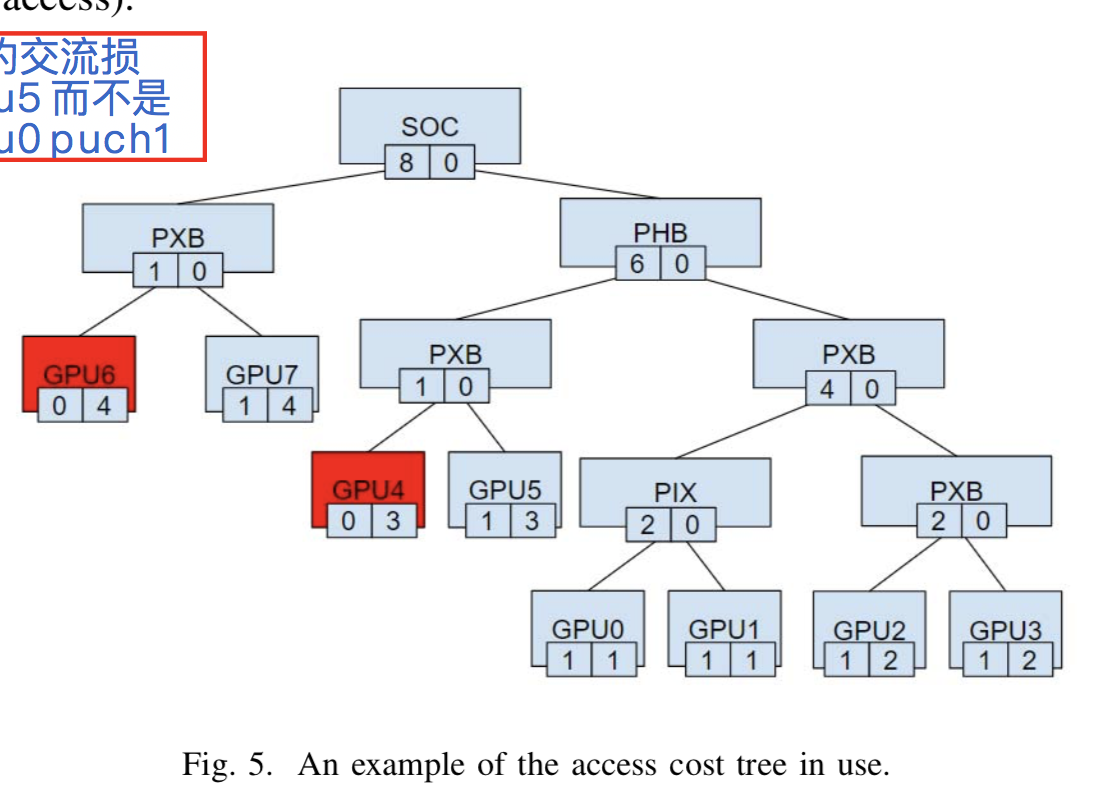 access).
的交流损
u5 而不是
u0 puch1
SOC
8 0
PXB
1 0
PHB
6 0
GPU6
0 4
GPU7
1 4
PXB
1 0
PXB
4 0
GPU4
0 3
GPU5
1 3
PIX
2 0
PXB
2 0
GPU0
1 1
GPU1
1 1
GPU2
1 2
GPU3
1 2
Fig. 5. An example of the access cost tree in use.